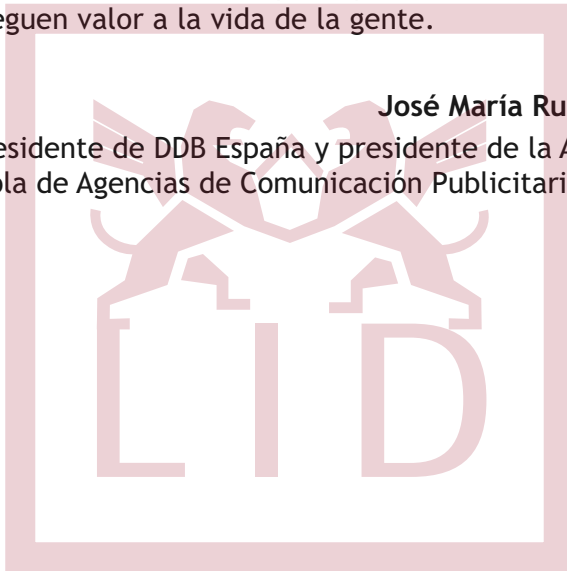 eguen valor a la vida de la gente.
José María Ru
esidente de DDB España y presidente de la A
ola de Agencias de Comunicación Publicitari
LID